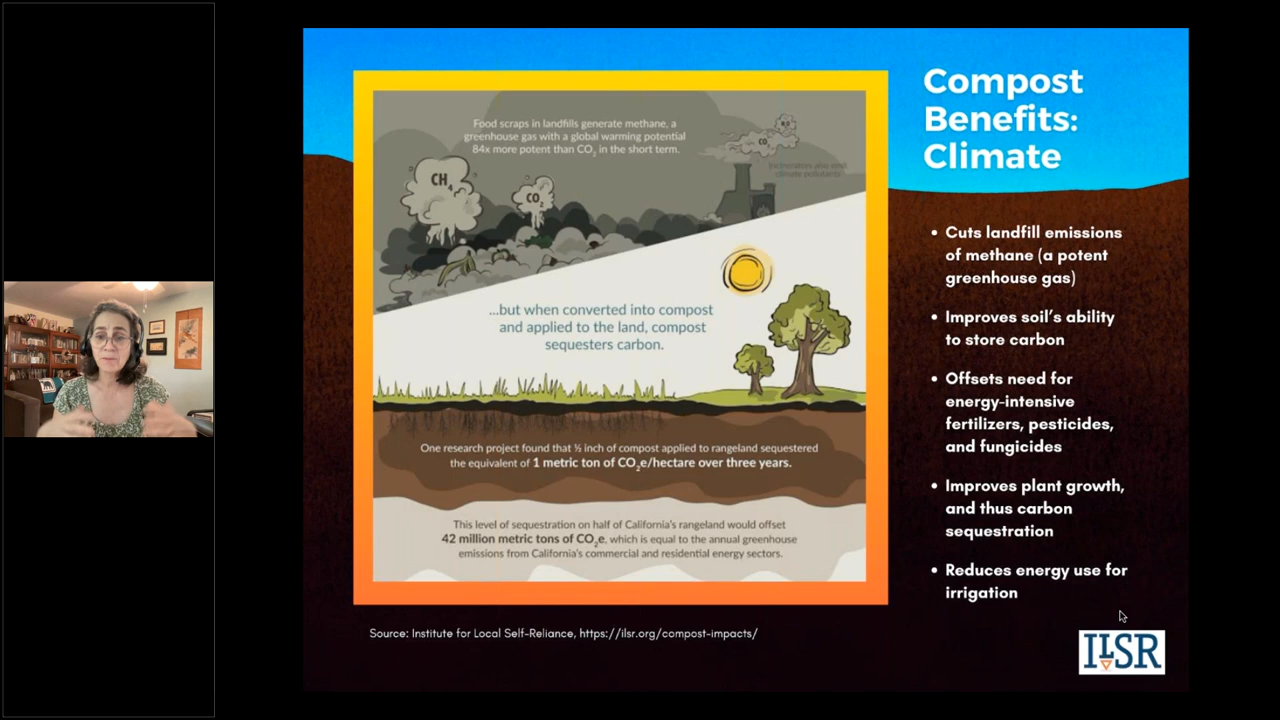 Compost
Benefits:
Climate
Food scraps in landfills generate methane, a
greenhouse gas with a global warming potential
84x more potent than CO₂ in the short term.
CH₄
CO₂
CO₂
N₂O
Incinerators also emit
climate pollutants
...but when converted into compost
and applied to the land, compost
sequesters carbon.
One research project found that ½ inch of compost applied to rangeland sequestered
the equivalent of 1 metric ton of CO₂e/hectare over three years.
This level of sequestration on half of California's rangeland would offset
42 million metric tons of CO₂e, which is equal to the annual greenhouse
emissions from California's commercial and residential energy sectors.
• Cuts landfill emissions
of methane (a potent
greenhouse gas)
• Improves soil's ability
to store carbon
• Offsets need for
energy-intensive
fertilizers, pesticides,
and fungicides
• Improves plant growth,
and thus carbon
sequestration
• Reduces energy use for
irrigation
Source: Institute for Local Self-Reliance, https://ilsr.org/compost-impacts/
ILSR